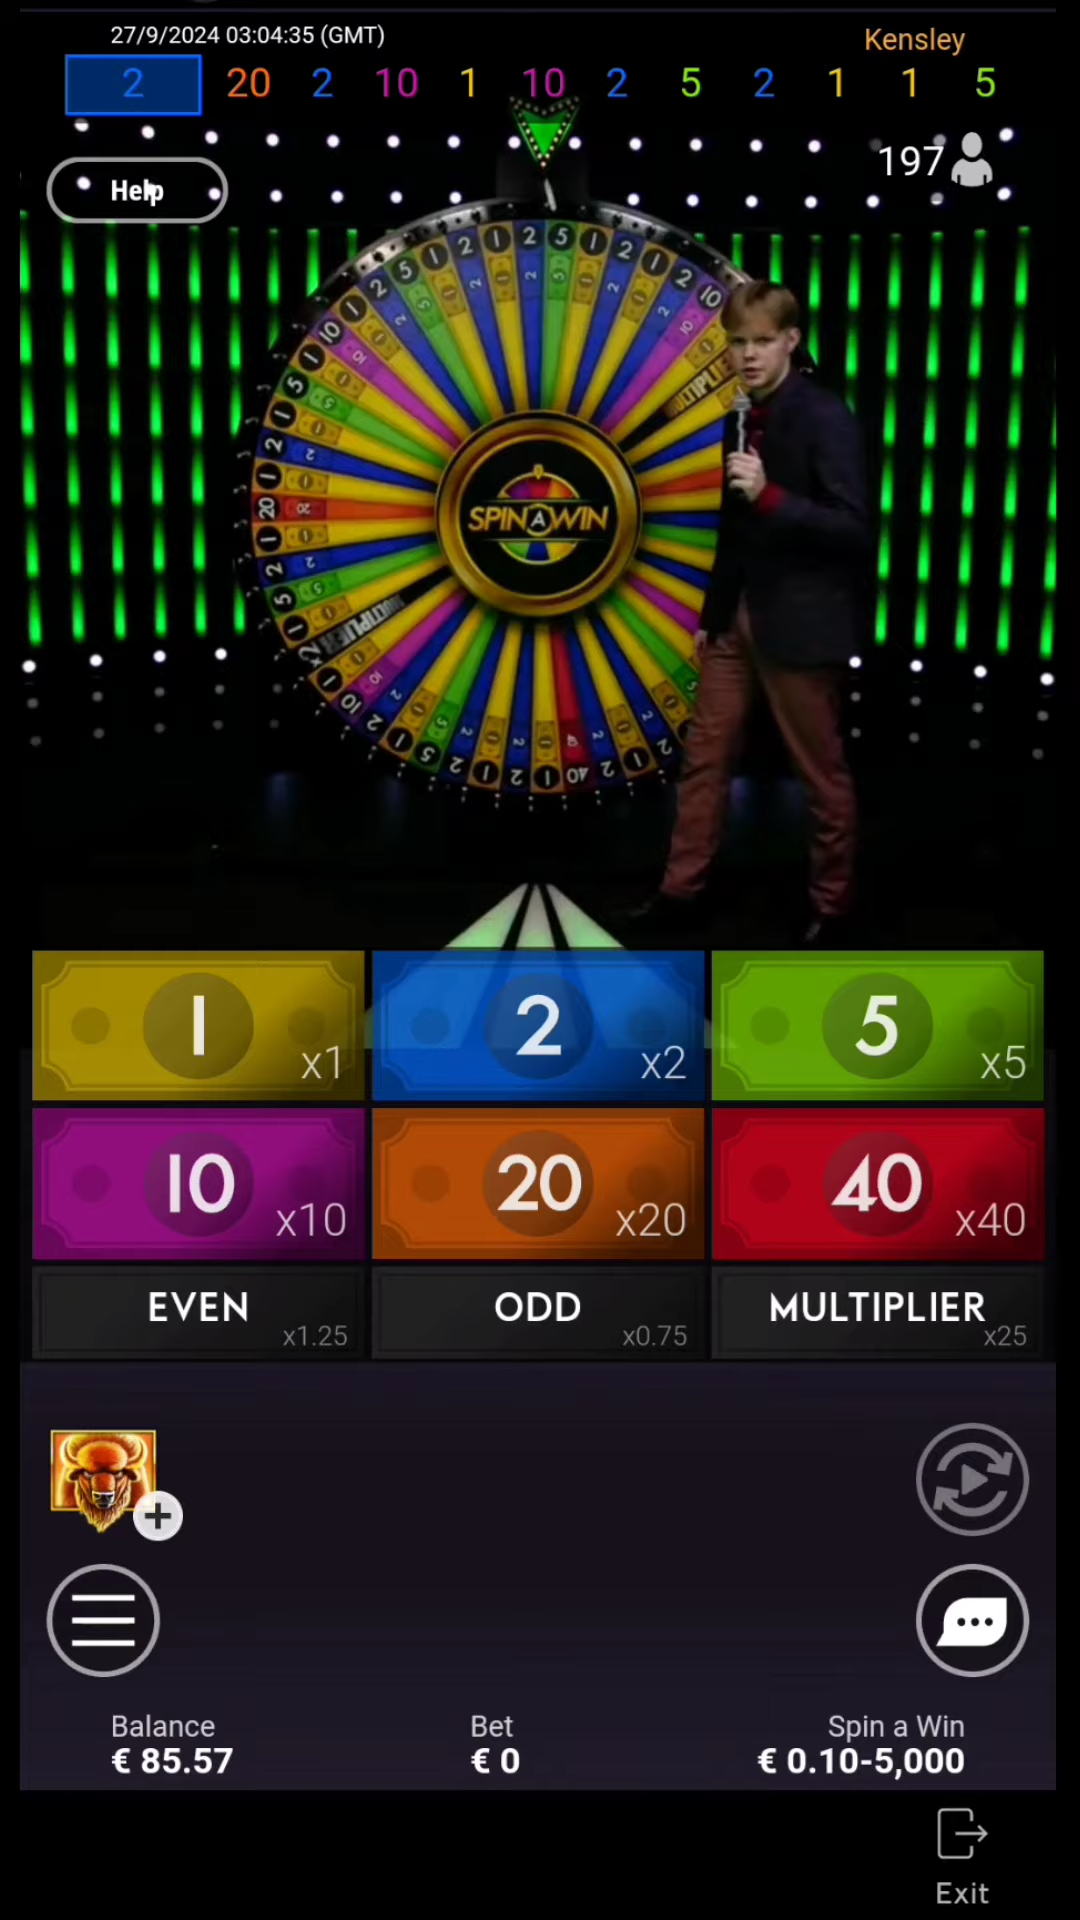 27/9/2024 03:04:35 (GMT)
Kensley
2 20 2 10 1 10 2 5 2 1 1 5
197
Help
SPIN A WIN
MULTIPLIER
1 x1
2 x2
5 x5
10 x10
20 x20
40 x40
EVEN x1.25
ODD x0.75
MULTIPLIER x25
Balance
€ 85.57
Bet
€ 0
Spin a Win
€ 0.10-5,000
Exit